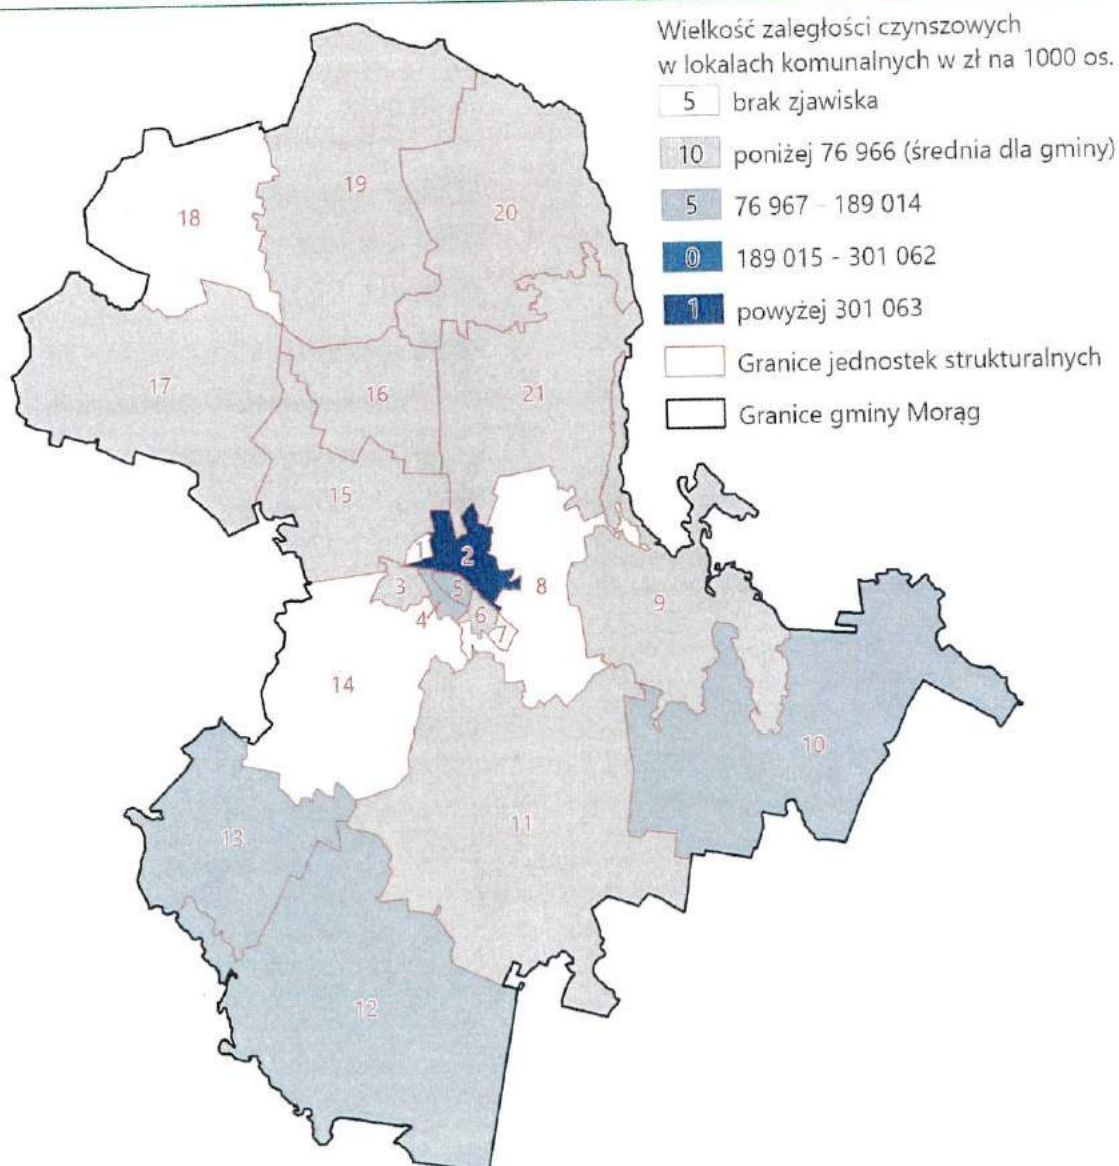 Wielkość zaległości czynszowych
w lokalach komunalnych w zł na 1000 os.
5 brak zjawiska
10 poniżej 76 966 (średnia dla gminy)
5 76 967 - 189 014
0 189 015 - 301 062
1 powyżej 301 063
Granice jednostek strukturalnych
Granice gminy Morąg
19
20
18
17
16
21
15
1
2
3
5
8
9
4
6
7
14
10
13
11
12